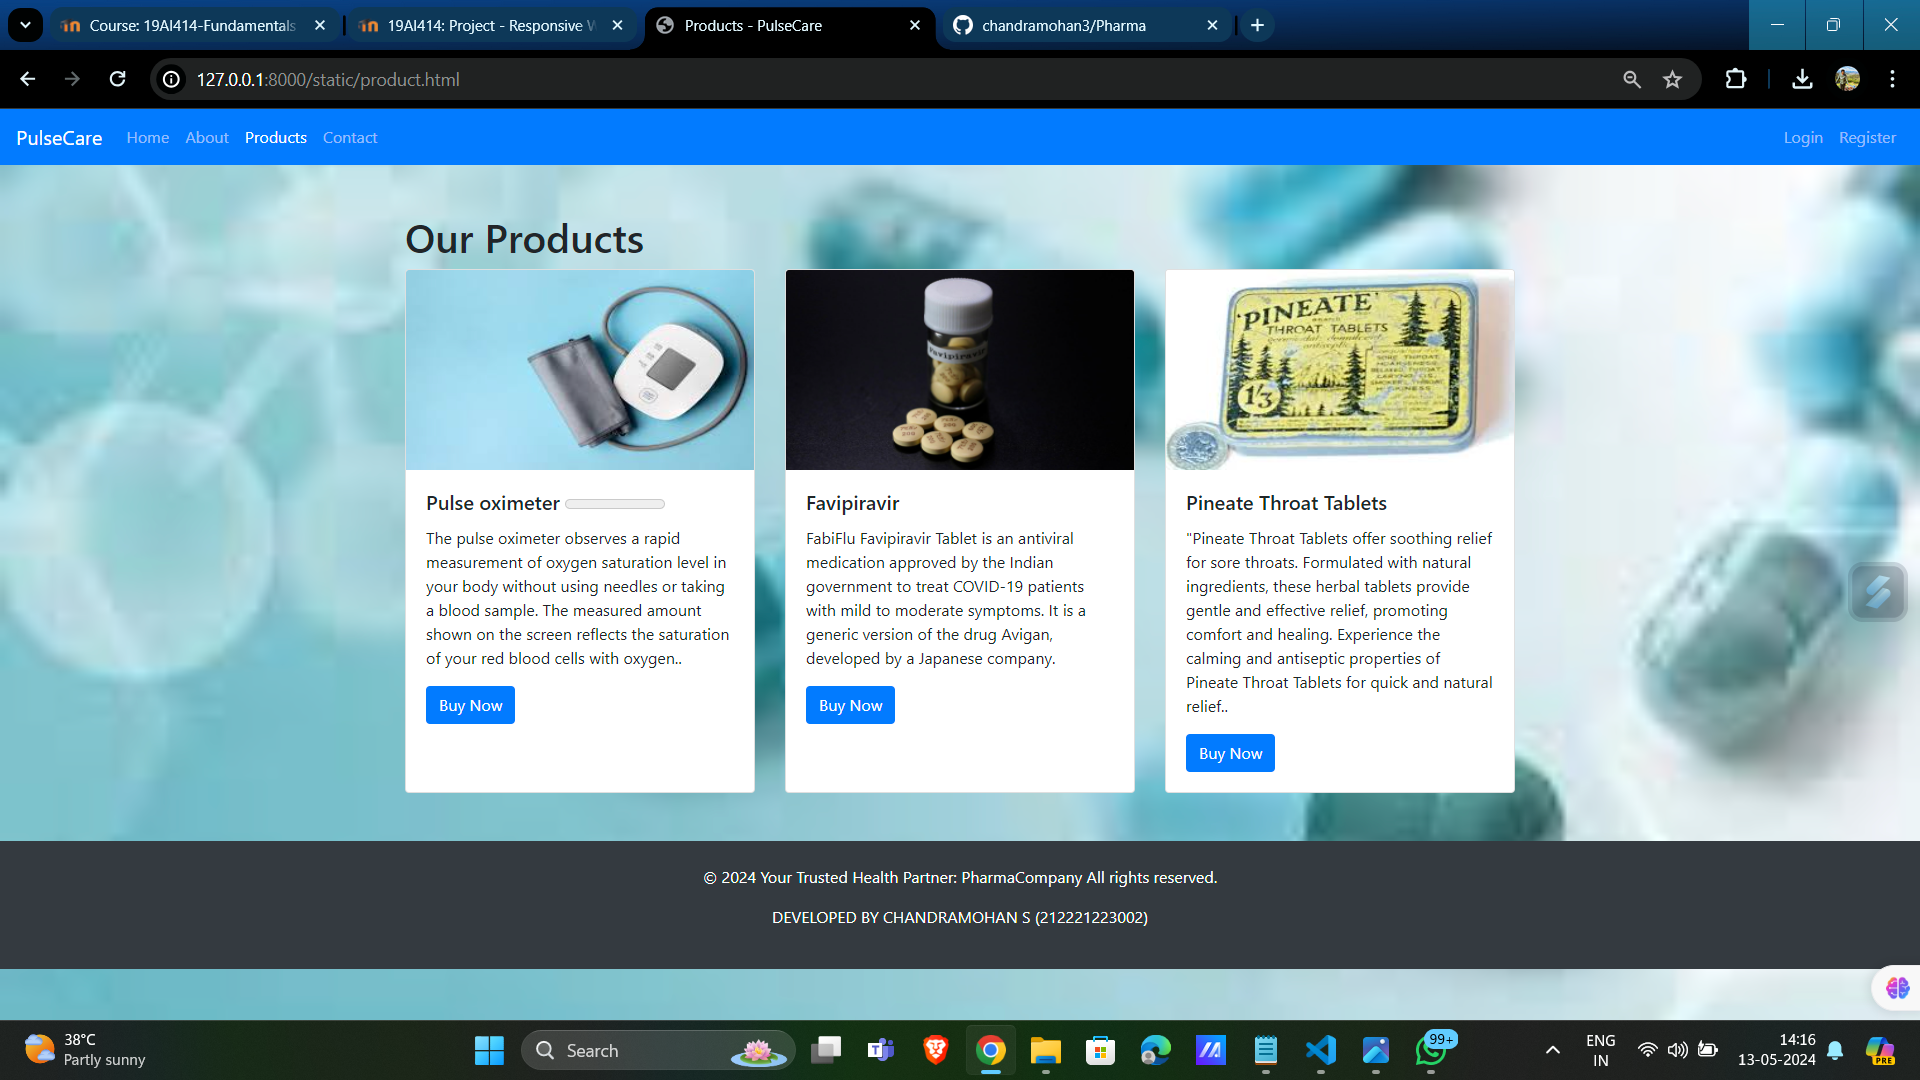 Course: 19AI414-Fundamentals
19AI414: Project - Responsive W
Products - PulseCare
chandramohan3/Pharma
127.0.0.1:8000/static/product.html
PulseCare
Home
About
Products
Contact
Login
Register
Our Products
Favipiravir
'PINEATE'
THROAT TABLETS
1/3
Pulse oximeter
The pulse oximeter observes a rapid
measurement of oxygen saturation level in
your body without using needles or taking
a blood sample. The measured amount
shown on the screen reflects the saturation
of your red blood cells with oxygen..
Buy Now
Favipiravir
FabiFlu Favipiravir Tablet is an antiviral
medication approved by the Indian
government to treat COVID-19 patients
with mild to moderate symptoms. It is a
generic version of the drug Avigan,
developed by a Japanese company.
Buy Now
Pineate Throat Tablets
"Pineate Throat Tablets offer soothing relief
for sore throats. Formulated with natural
ingredients, these herbal tablets provide
gentle and effective relief, promoting
comfort and healing. Experience the
calming and antiseptic properties of
Pineate Throat Tablets for quick and natural
relief..
Buy Now
© 2024 Your Trusted Health Partner: PharmaCompany All rights reserved.
DEVELOPED BY CHANDRAMOHAN S (212221223002)
38°C
Partly sunny
Search
99+
ENG
IN
14:16
13-05-2024
PRE